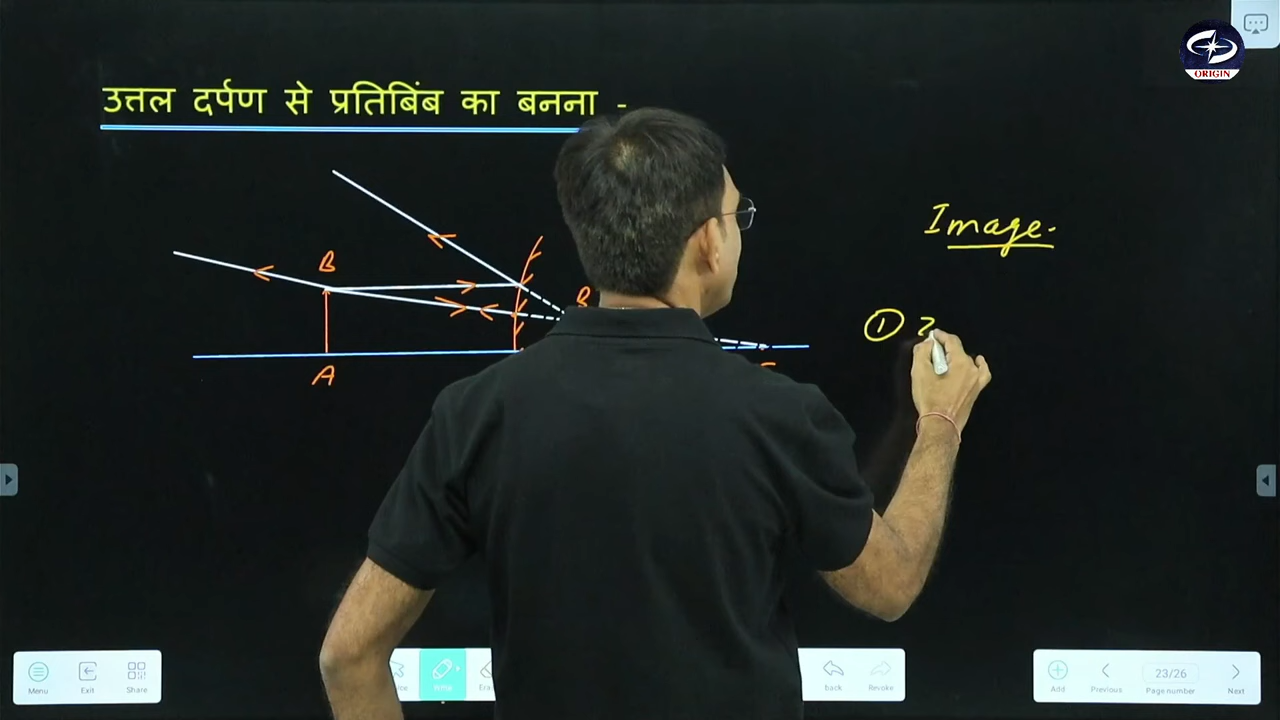 उत्तल दर्पण से प्रतिबिंब का बनना -
ORIGIN
Image.
B
B
A
①
Menu
Exit
Share
Write
back
Revoke
Add
Previous
23/26
Page number
Next